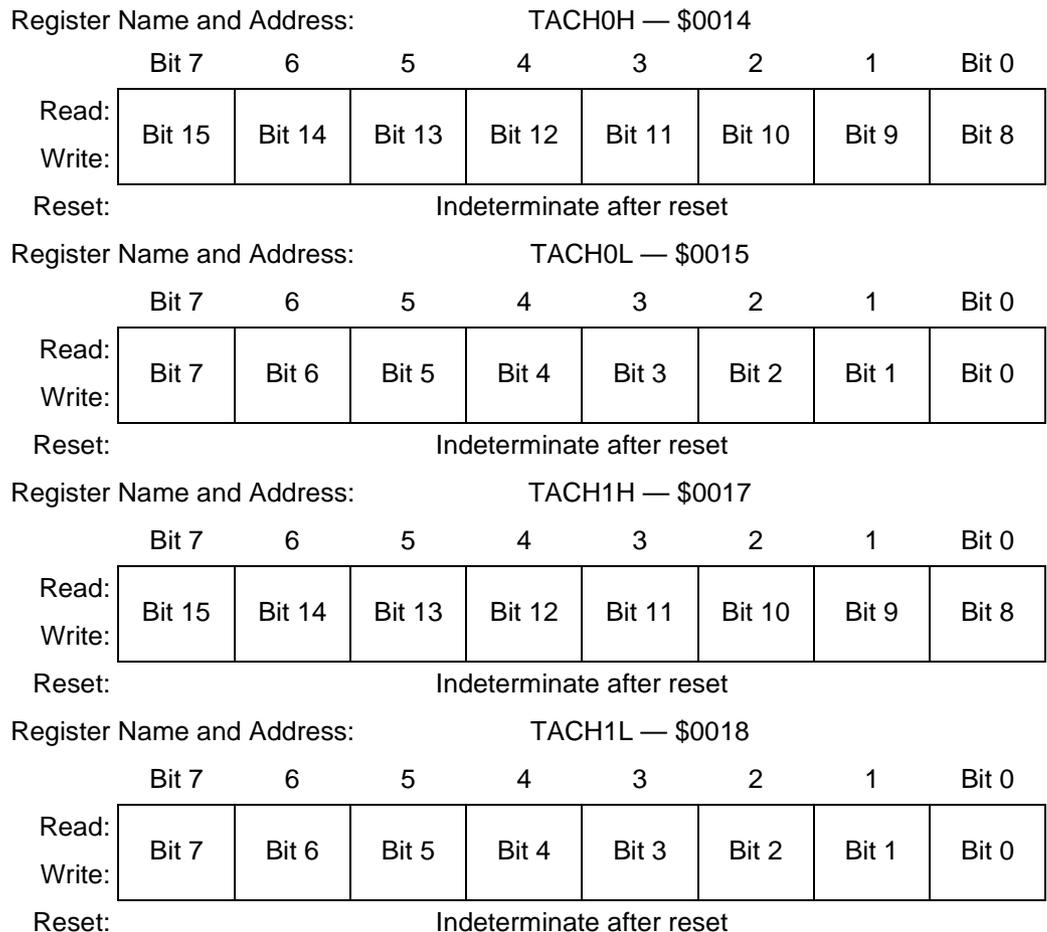 Register Name and Address: TACH0H — $0014
Bit 7 6 5 4 3 2 1 Bit 0
Read:
Bit 15 Bit 14 Bit 13 Bit 12 Bit 11 Bit 10 Bit 9 Bit 8
Write:
Reset: Indeterminate after reset
Register Name and Address: TACH0L — $0015
Bit 7 6 5 4 3 2 1 Bit 0
Read:
Bit 7 Bit 6 Bit 5 Bit 4 Bit 3 Bit 2 Bit 1 Bit 0
Write:
Reset: Indeterminate after reset
Register Name and Address: TACH1H — $0017
Bit 7 6 5 4 3 2 1 Bit 0
Read:
Bit 15 Bit 14 Bit 13 Bit 12 Bit 11 Bit 10 Bit 9 Bit 8
Write:
Reset: Indeterminate after reset
Register Name and Address: TACH1L — $0018
Bit 7 6 5 4 3 2 1 Bit 0
Read:
Bit 7 Bit 6 Bit 5 Bit 4 Bit 3 Bit 2 Bit 1 Bit 0
Write:
Reset: Indeterminate after reset